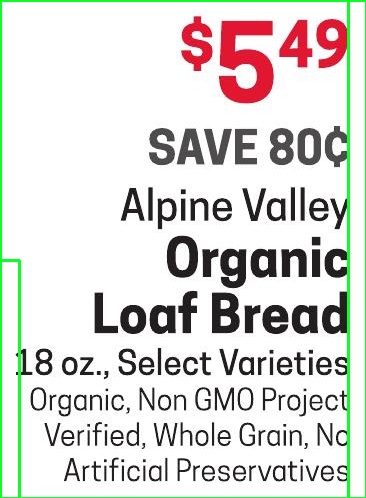 $5.49
SAVE 80¢
Alpine Valley
Organic
Loaf Bread
18 oz., Select Varieties
Organic, Non GMO Project
Verified, Whole Grain, No
Artificial Preservatives